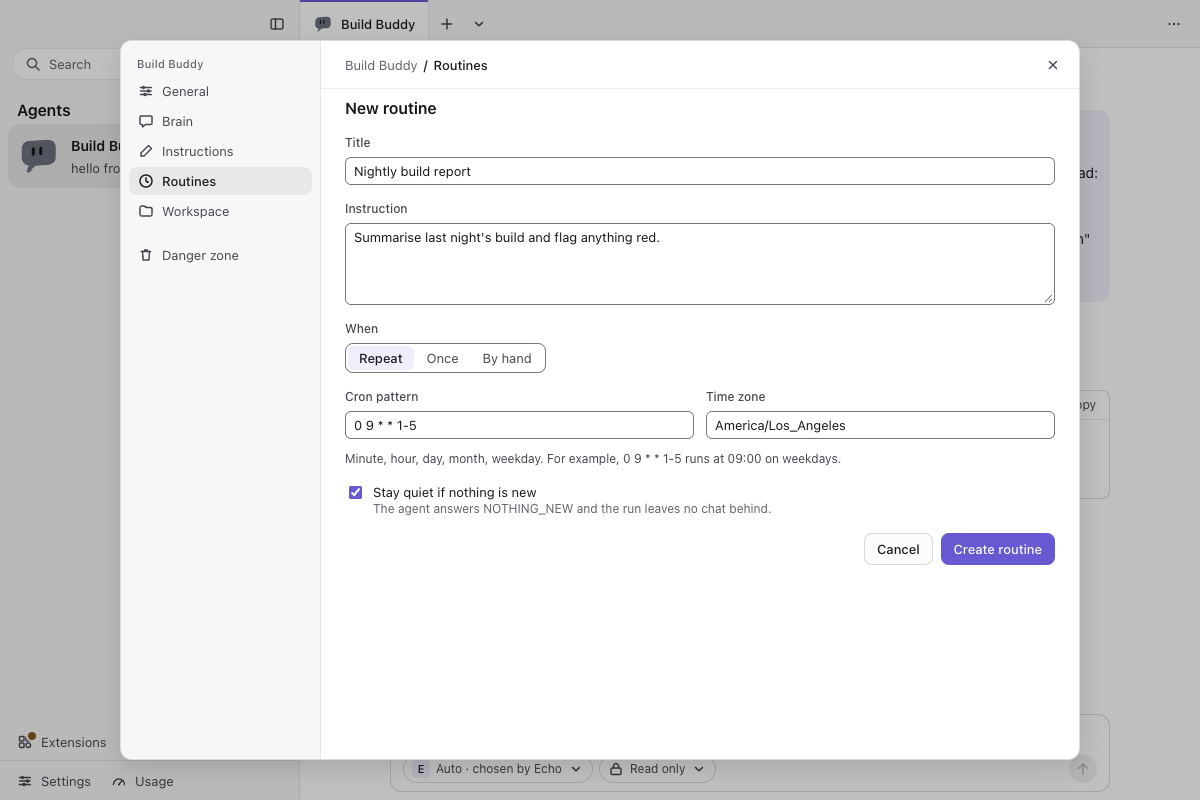 Build Buddy
Search
Agents
Build Bu
hello fro
Extensions
Settings
Usage
Build Buddy
General
Brain
Instructions
Routines
Workspace
Danger zone
Build Buddy / Routines
New routine
Title
Nightly build report
Instruction
Summarise last night's build and flag anything red.
When
Repeat Once By hand
Cron pattern
0 9 * * 1-5
Time zone
America/Los_Angeles
Minute, hour, day, month, weekday. For example, 0 9 * * 1-5 runs at 09:00 on weekdays.
Stay quiet if nothing is new
The agent answers NOTHING_NEW and the run leaves no chat behind.
Cancel
Create routine
ad:
n"
opy
E Auto · chosen by Echo
Read only